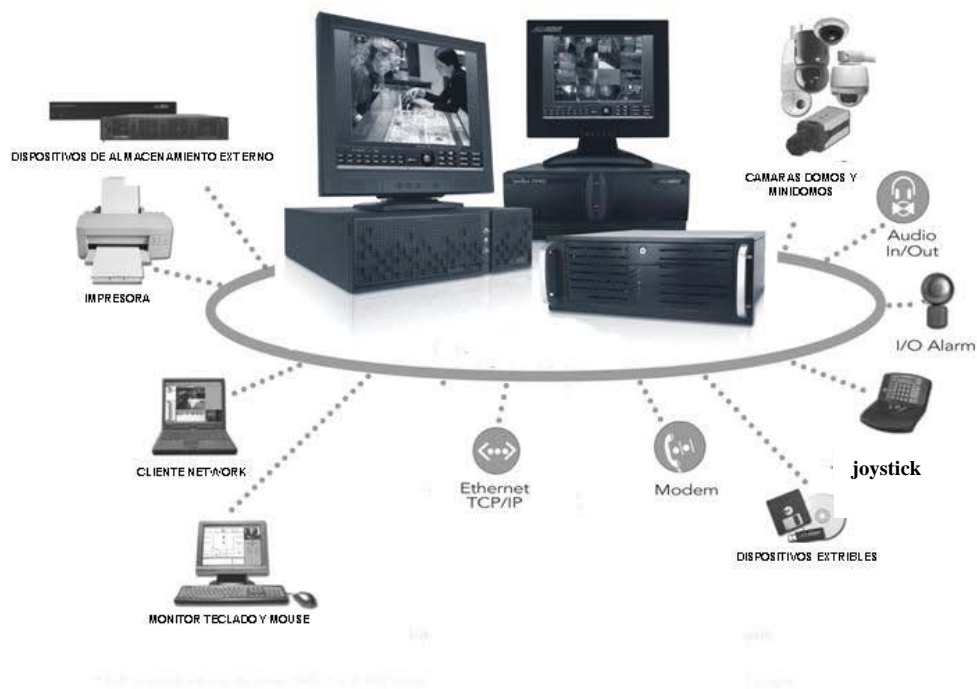 DISPOSITIVOS DE ALMACENAMIENTO EXTERNO
CAMARAS DOMOS Y
MINIDOMOS
Audio
In/Out
IMPRESORA
I/O Alarm
CLIENTE NETWORK
joystick
Ethernet
TCP/IP
Modem
DISPOSITIVOS EXTRIBLES
MONITOR TECLADO Y MOUSE